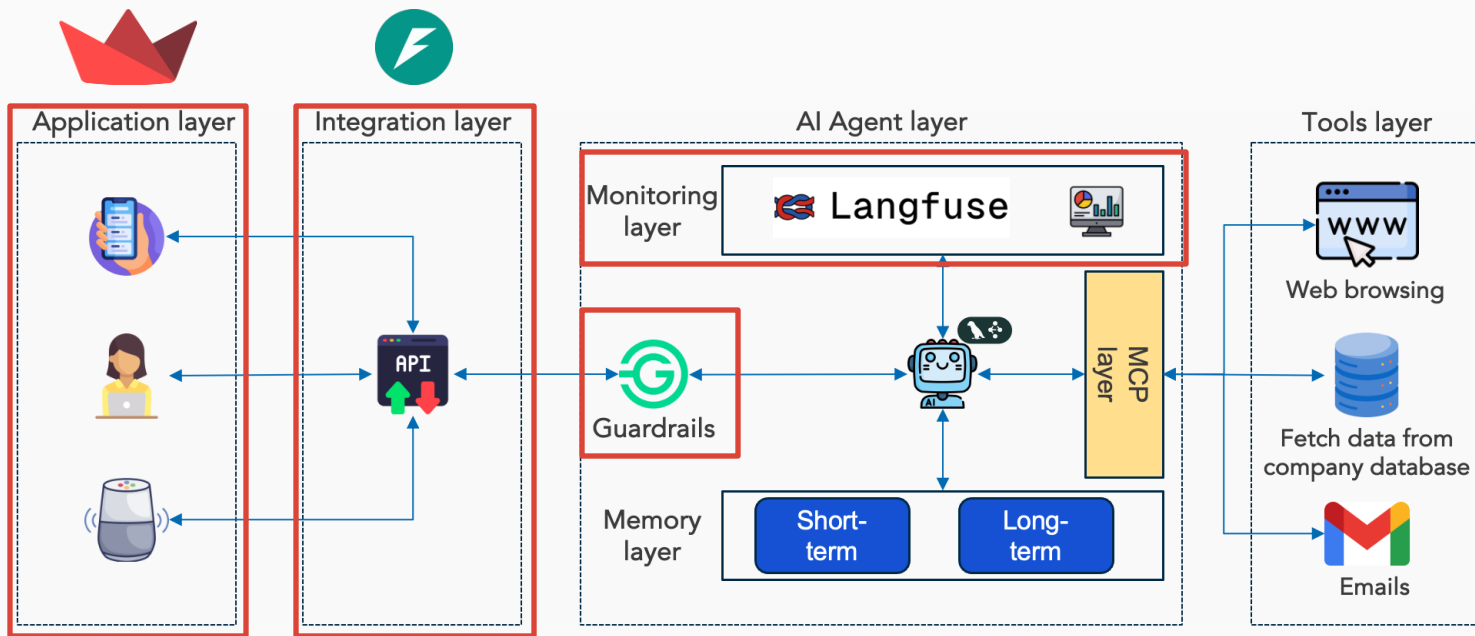 Application layer
Integration layer
AI Agent layer
Tools layer
Monitoring
layer
Langfuse
WWW
Web browsing
API
Guardrails
AI
MCP
layer
Fetch data from
company database
Memory
layer
Short-
term
Long-
term
Emails